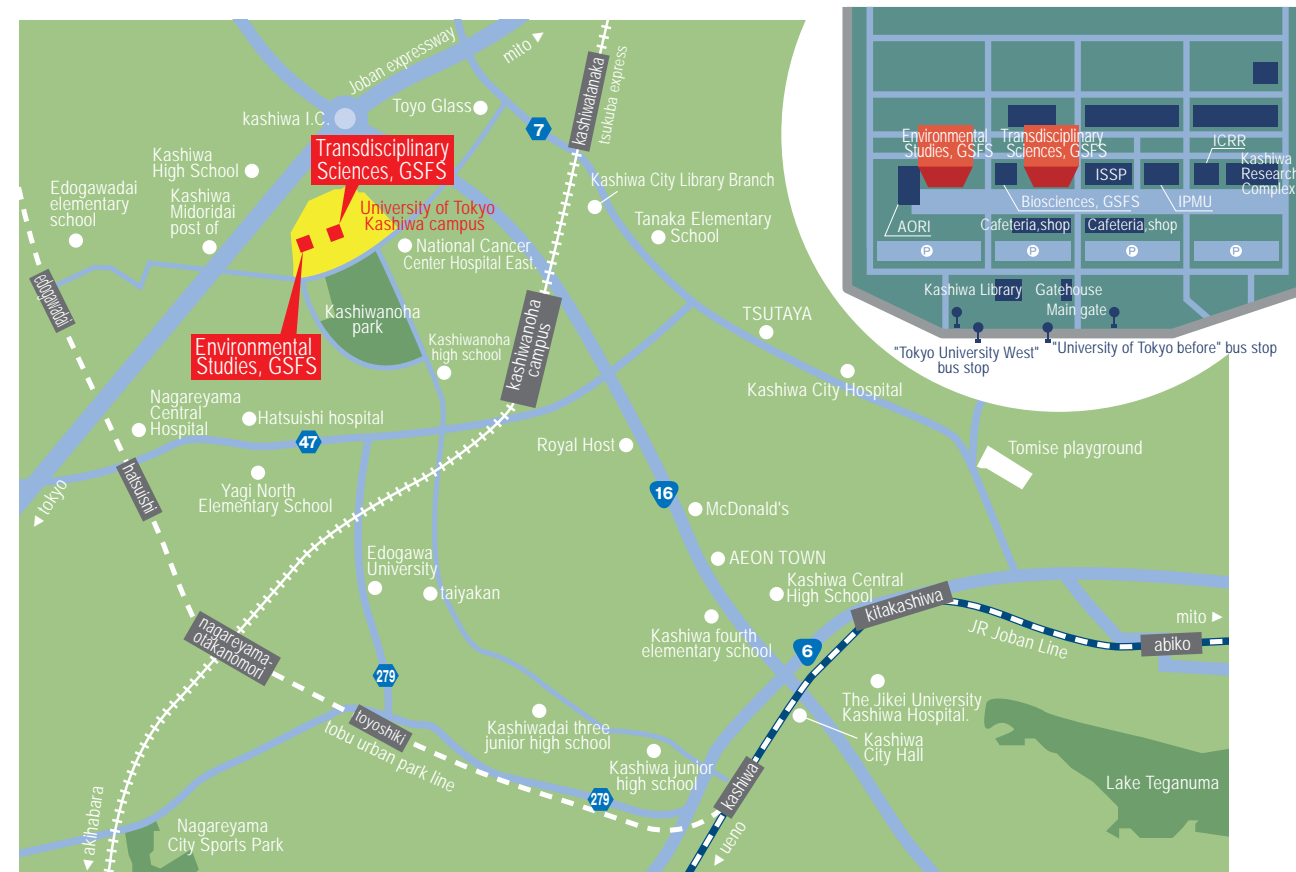 Joban expressway
mito
kashiwatanaka
tsukuba express
Toyo Glass
kashiwa I.C.
7
Transdisciplinary
Sciences, GSFS
Kashiwa
High School
Edogawadai
elementary
school
Kashiwa
Midoridai
post of
University of Tokyo
Kashiwa campus
Kashiwa City Library Branch
Tanaka Elementary
School
National Cancer
Center Hospital East.
edogawadai
Kashiwanoha
park
Environmental
Studies, GSFS
Kashiwanoha
high school
kashiwanoha
campus
TSUTAYA
Kashiwa City Hospital
Nagareyama
Central
Hospital
Hatsuishi hospital
47
Royal Host
Tomise playground
hatsuishi
tokyo
Yagi North
Elementary School
16
McDonald's
AEON TOWN
Edogawa
University
taiyakan
Kashiwa Central
High School
kitakashiwa
JR Joban Line
mito
abiko
Kashiwa fourth
elementary school
6
nagareyama-
otakanomori
279
The Jikei University
Kashiwa Hospital.
Kashiwa
City Hall
toyoshiki
tobu urban park line
Kashiwadai three
junior high school
Kashiwa junior
high school
279
kashiwa
ueno
Lake Teganuma
akihabara
Nagareyama
City Sports Park
Environmental
Studies, GSFS
Transdisciplinary
Sciences, GSFS
ICRR
Kashiwa
Research
Complex
ISSP
Biosciences, GSFS
IPMU
AORI
Cafeteria,shop
Cafeteria,shop
P
P
P
P
Kashiwa Library
Gatehouse
Main gate
"Tokyo University West"
bus stop
"University of Tokyo before" bus stop